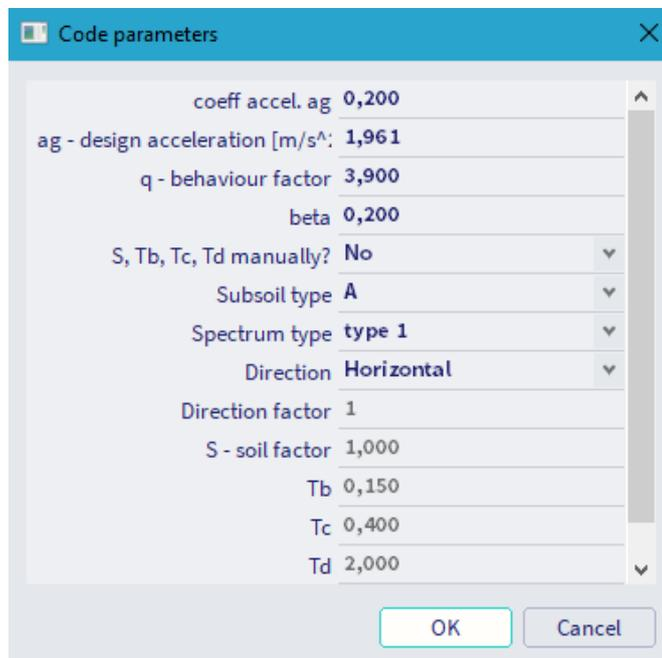 Code parameters
coeff accel. ag 0,200
ag - design acceleration [m/s^ 1,961
q - behaviour factor 3,900
beta 0,200
S, Tb, Tc, Td manually? No
Subsoil type A
Spectrum type type 1
Direction Horizontal
Direction factor 1
S - soil factor 1,000
Tb 0,150
Tc 0,400
Td 2,000
OK Cancel